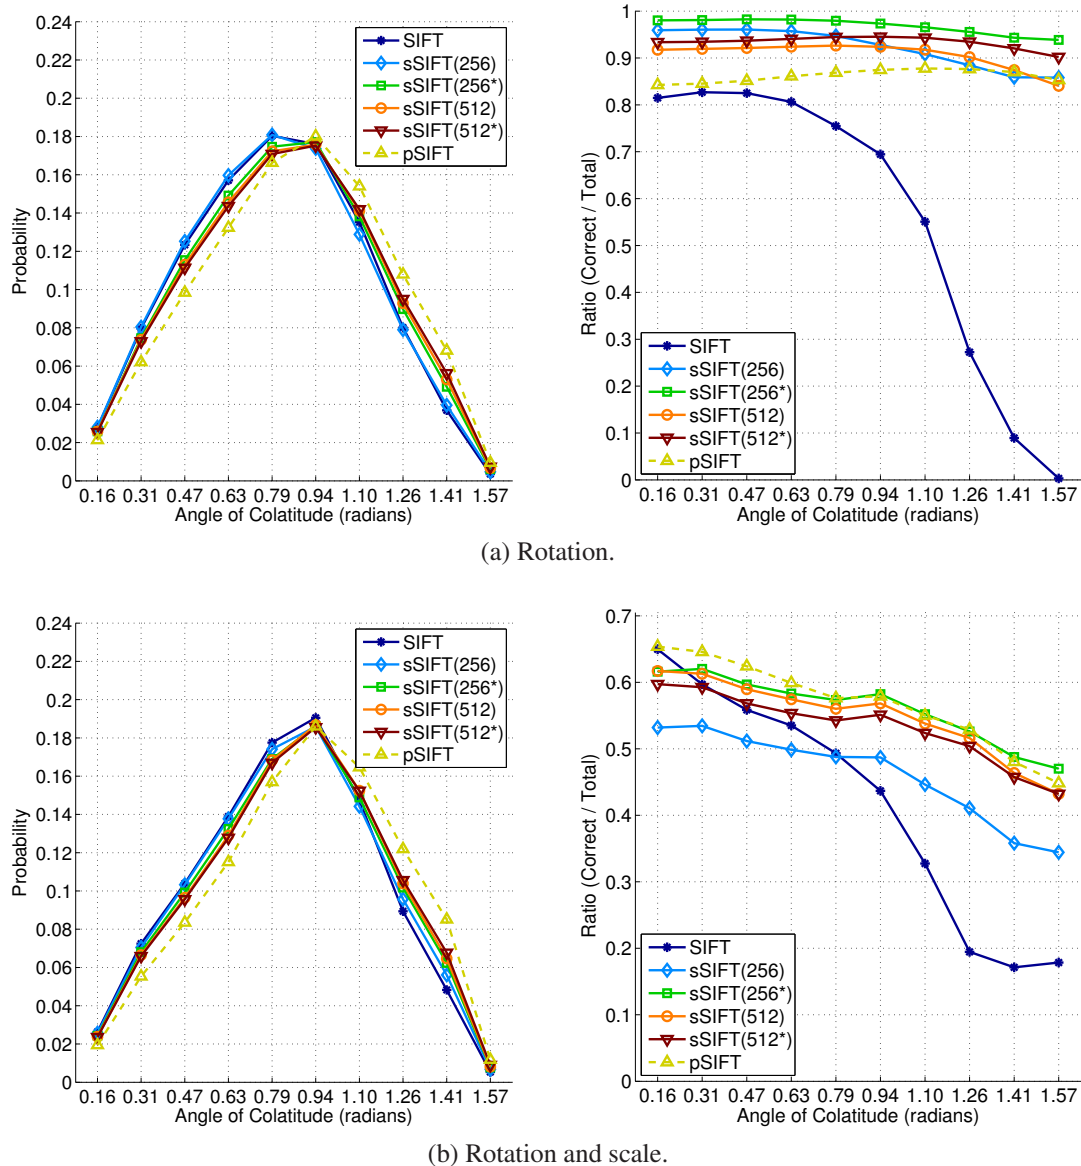 0.24
0.22
0.2
0.18
0.16
0.14
0.12
0.1
0.08
0.06
0.04
0.02
0
Probability
SIFT
sSIFT(256)
sSIFT(256*)
sSIFT(512)
sSIFT(512*)
pSIFT
0.16 0.31 0.47 0.63 0.79 0.94 1.10 1.26 1.41 1.57
Angle of Colatitude (radians)
1
0.9
0.8
0.7
0.6
0.5
0.4
0.3
0.2
0.1
0
Ratio (Correct / Total)
SIFT
sSIFT(256)
sSIFT(256*)
sSIFT(512)
sSIFT(512*)
pSIFT
0.16 0.31 0.47 0.63 0.79 0.94 1.10 1.26 1.41 1.57
Angle of Colatitude (radians)
(a) Rotation.
0.24
0.22
0.2
0.18
0.16
0.14
0.12
0.1
0.08
0.06
0.04
0.02
0
Probability
SIFT
sSIFT(256)
sSIFT(256*)
sSIFT(512)
sSIFT(512*)
pSIFT
0.16 0.31 0.47 0.63 0.79 0.94 1.10 1.26 1.41 1.57
Angle of Colatitude (radians)
0.7
0.6
0.5
0.4
0.3
0.2
0.1
0
Ratio (Correct / Total)
SIFT
sSIFT(256)
sSIFT(256*)
sSIFT(512)
sSIFT(512*)
pSIFT
0.16 0.31 0.47 0.63 0.79 0.94 1.10 1.26 1.41 1.57
Angle of Colatitude (radians)
(b) Rotation and scale.